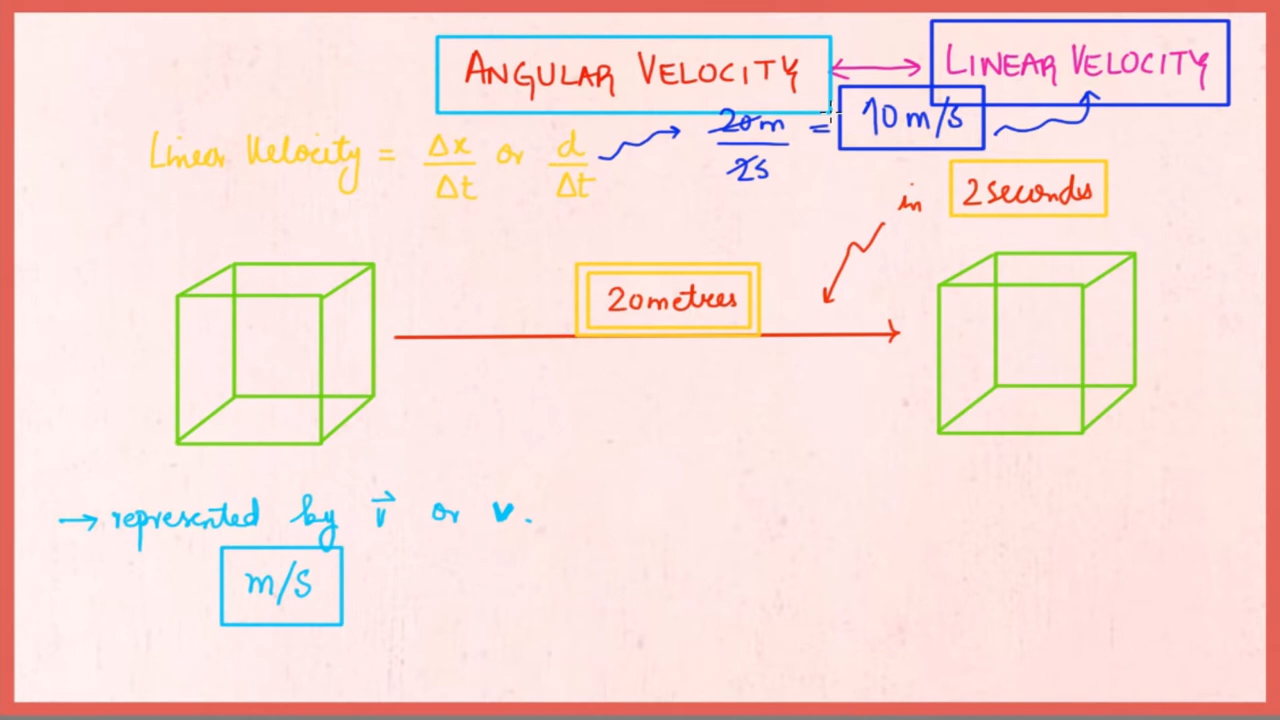 ANGULAR VELOCITY ↔ LINEAR VELOCITY
Linear Velocity = Δx/Δt or d/Δt → 20m/2s = 10 m/s
in 2 seconds
20 metres
→ represented by v⃗ or v.
m/s